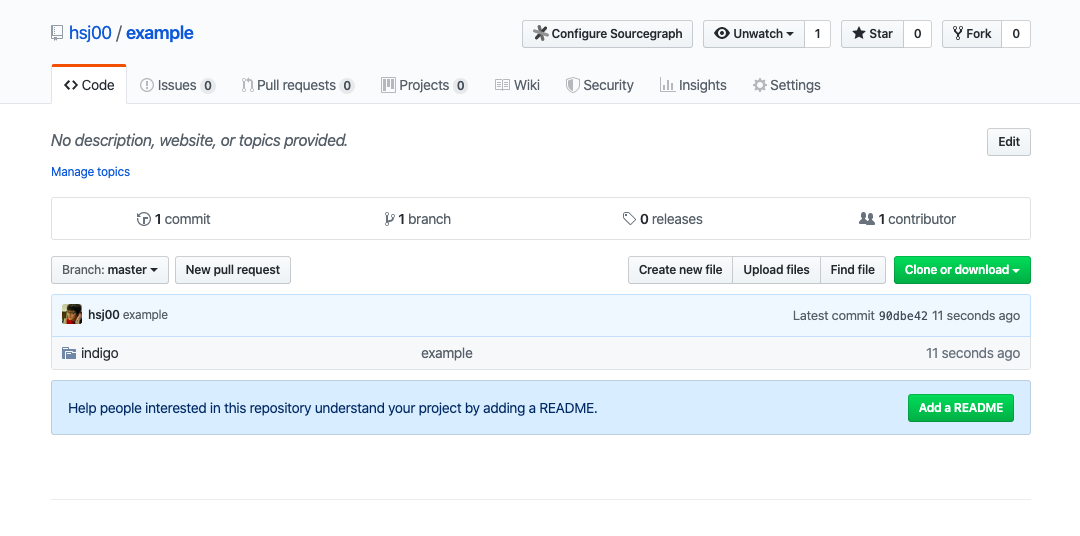 hsj00 / example
Configure Sourcegraph Unwatch 1 Star 0 Fork 0
Code Issues 0 Pull requests 0 Projects 0 Wiki Security Insights Settings
No description, website, or topics provided.
Edit
Manage topics
1 commit 1 branch 0 releases 1 contributor
Branch: master New pull request Create new file Upload files Find file Clone or download
hsj00 example Latest commit 90dbe42 11 seconds ago
indigo example 11 seconds ago
Help people interested in this repository understand your project by adding a README. Add a README